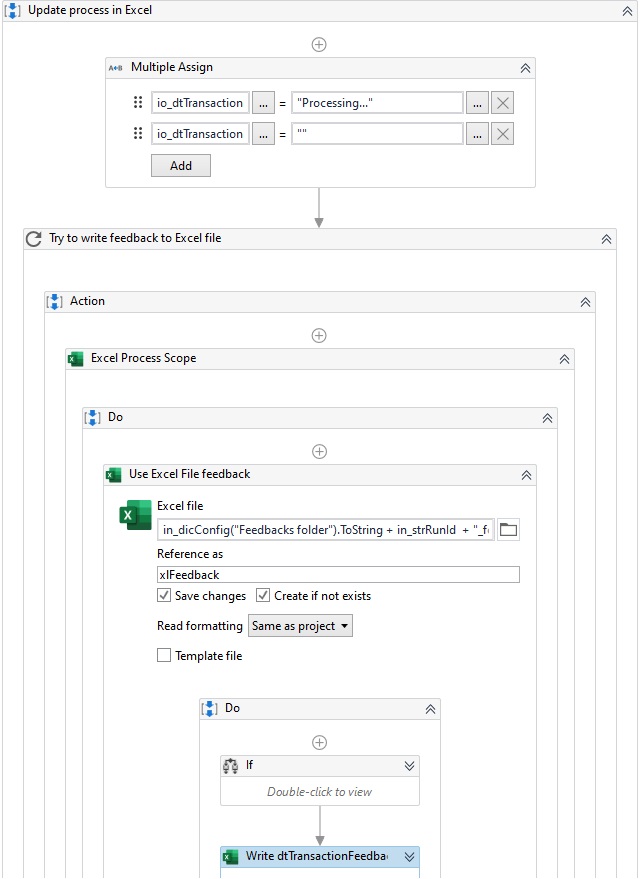 Update process in Excel
A+B Multiple Assign
io_dtTransaction ... = "Processing..." ...
io_dtTransaction ... = "" ...
Add
Try to write feedback to Excel file
Action
Excel Process Scope
Do
Use Excel File feedback
Excel file
in_dicConfig("Feedbacks folder").ToString + in_strRunId + "_f
Reference as
xlFeedback
Save changes Create if not exists
Read formatting Same as project
Template file
Do
If
Double-click to view
Write dtTransactionFeedba